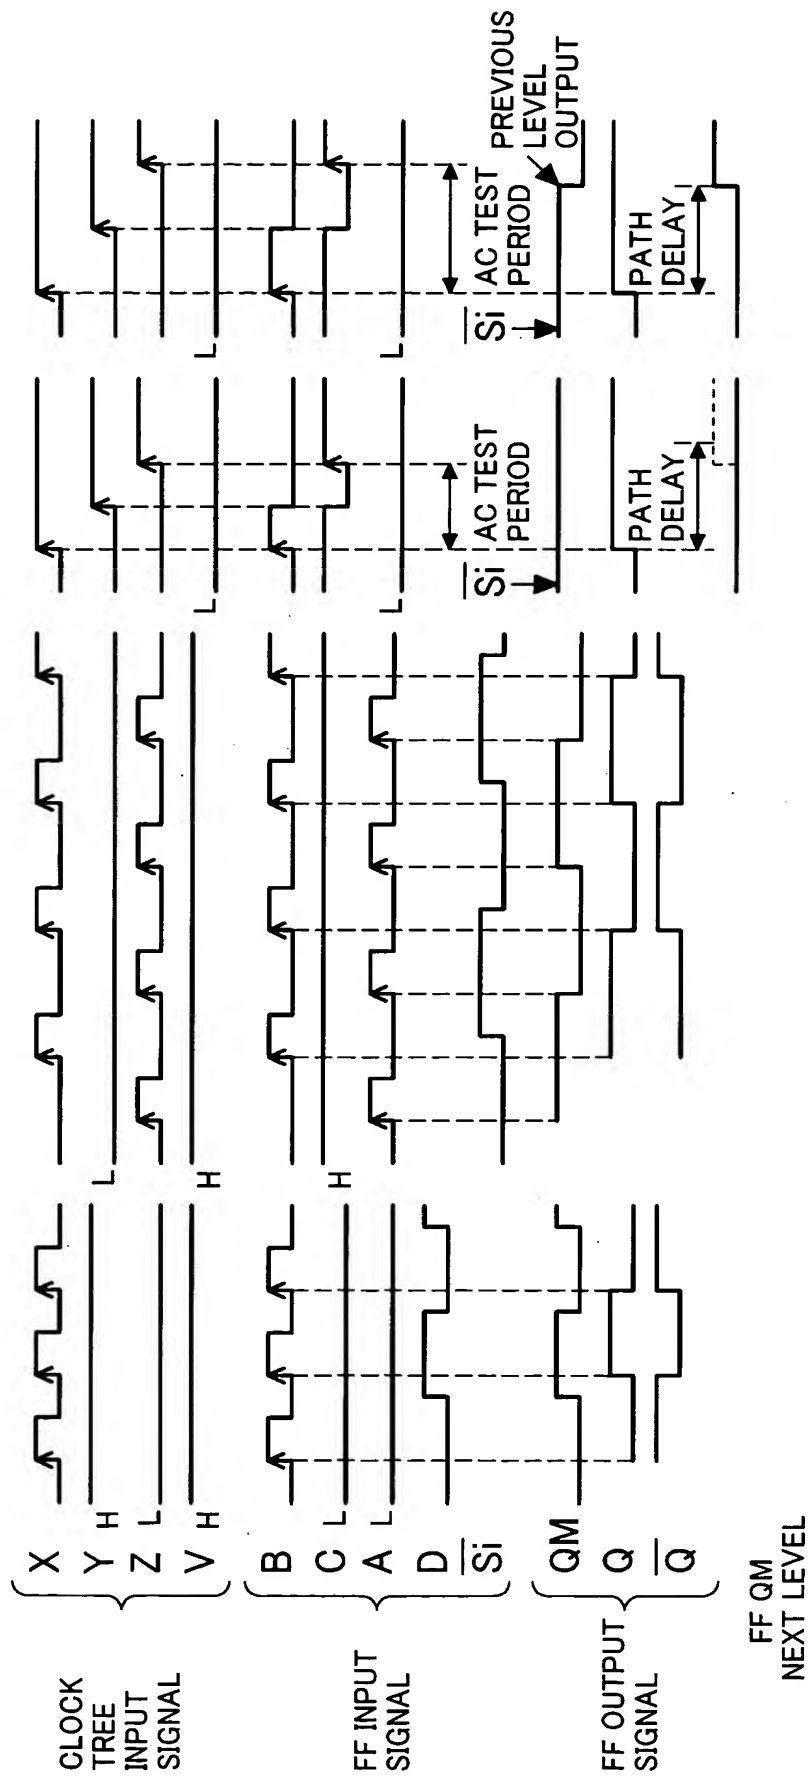 CLOCK
TREE
INPUT
SIGNAL
X
Y H
Z L
V H
FF INPUT
SIGNAL
B
C L
A L
D
Si
FF OUTPUT
SIGNAL
QM
Q
Q
FF QM
NEXT LEVEL
L
H
H
L
L
AC TEST
PERIOD
Si
PATH
DELAY
L
L
AC TEST
PERIOD
Si
PREVIOUS
LEVEL
OUTPUT
PATH
DELAY